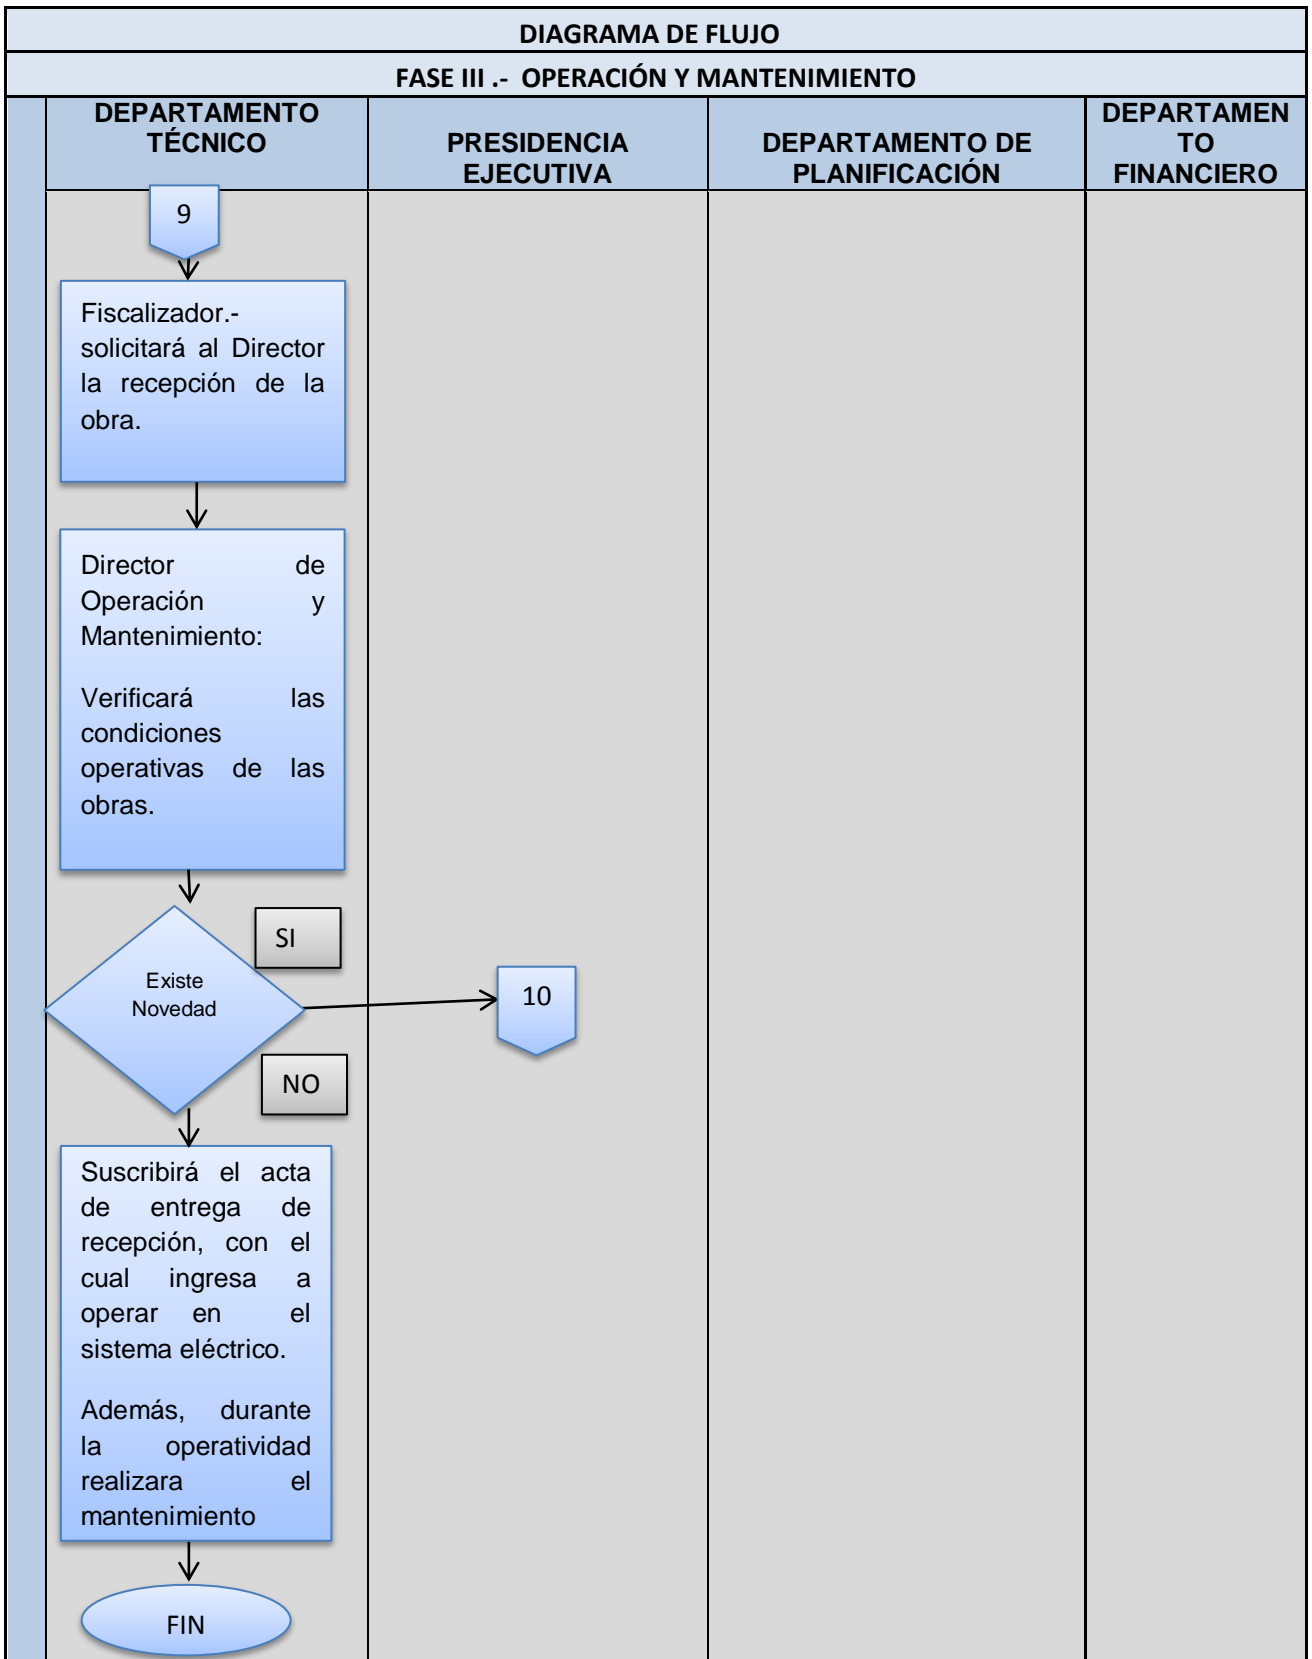 DIAGRAMA DE FLUJO
FASE III .- OPERACIÓN Y MANTENIMIENTO
DEPARTAMENTO
TÉCNICO
PRESIDENCIA
EJECUTIVA
DEPARTAMENTO DE
PLANIFICACIÓN
DEPARTAMEN
TO
FINANCIERO
9
Fiscalizador.-
solicitará al Director
la recepción de la
obra.
Director de
Operación y
Mantenimiento:
Verificará las
condiciones
operativas de las
obras.
SI
Existe
Novedad
10
NO
Suscribirá el acta
de entrega de
recepción, con el
cual ingresa a
operar en el
sistema eléctrico.
Además, durante
la operatividad
realizara el
mantenimiento
FIN